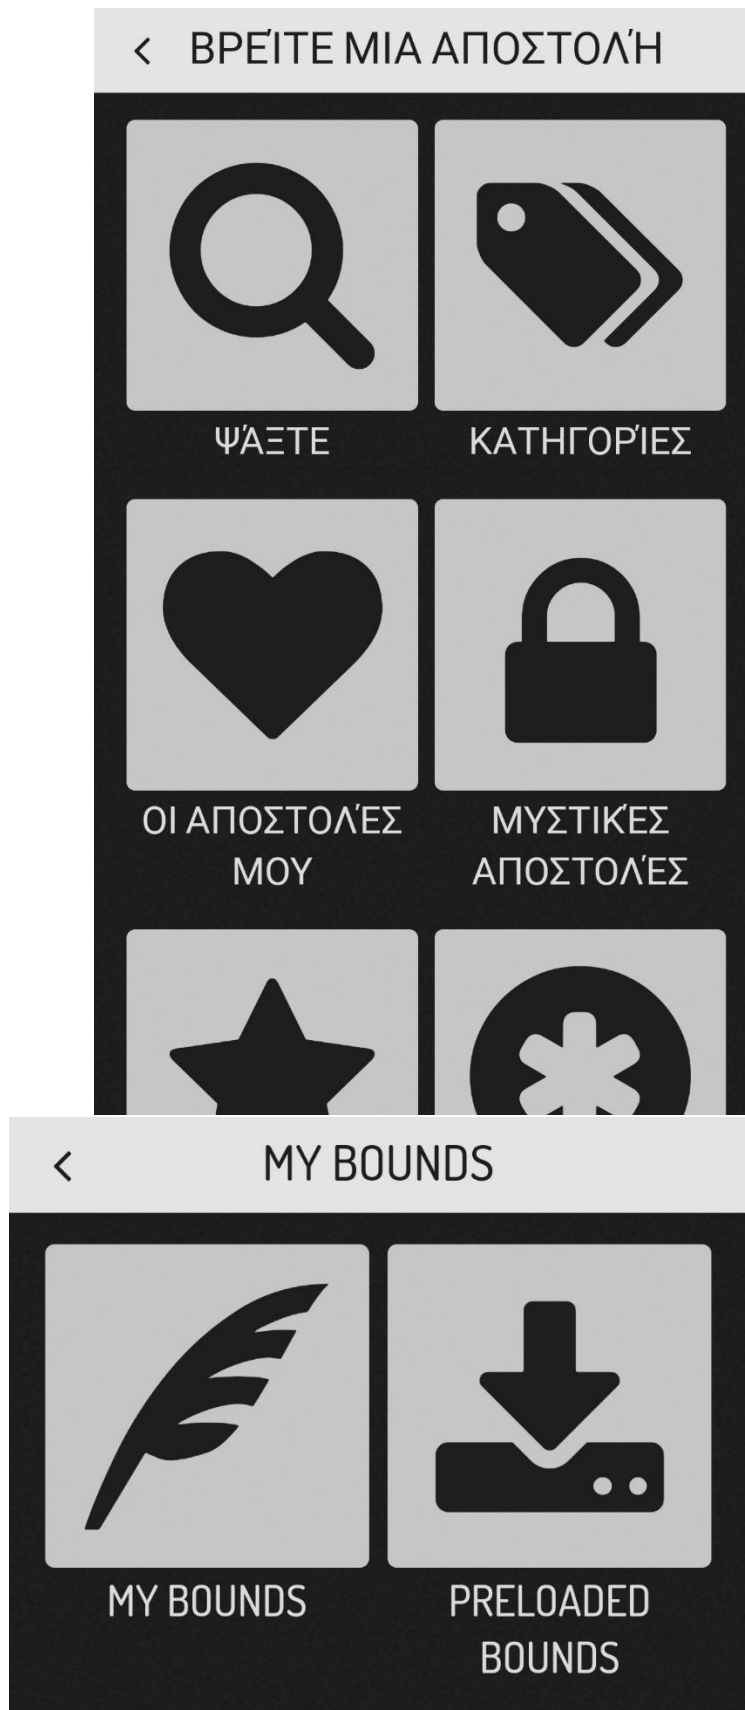 ΒΡΕΊΤΕ ΜΙΑ ΑΠΟΣΤΟΛΉ
ΨΆΞΤΕ
ΚΑΤΗΓΟΡΊΕΣ
ΟΙ ΑΠΟΣΤΟΛΈΣ
ΜΟΥ
ΜΥΣΤΙΚΈΣ
ΑΠΟΣΤΟΛΈΣ
MY BOUNDS
MY BOUNDS
PRELOADED
BOUNDS